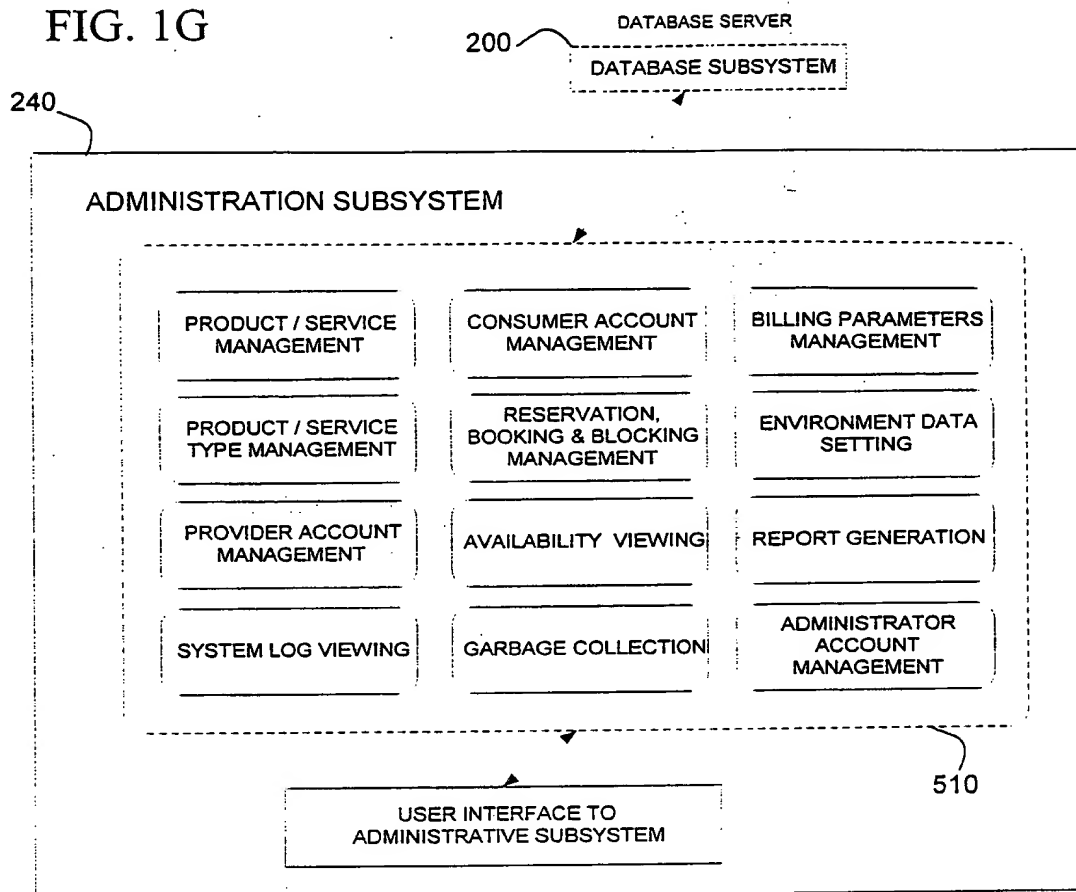 FIG. 1G
DATABASE SERVER
200
DATABASE SUBSYSTEM
240
ADMINISTRATION SUBSYSTEM
PRODUCT / SERVICE
MANAGEMENT
CONSUMER ACCOUNT
MANAGEMENT
BILLING PARAMETERS
MANAGEMENT
PRODUCT / SERVICE
TYPE MANAGEMENT
RESERVATION,
BOOKING & BLOCKING
MANAGEMENT
ENVIRONMENT DATA
SETTING
PROVIDER ACCOUNT
MANAGEMENT
AVAILABILITY VIEWING
REPORT GENERATION
SYSTEM LOG VIEWING
GARBAGE COLLECTION
ADMINISTRATOR
ACCOUNT
MANAGEMENT
510
USER INTERFACE TO
ADMINISTRATIVE SUBSYSTEM